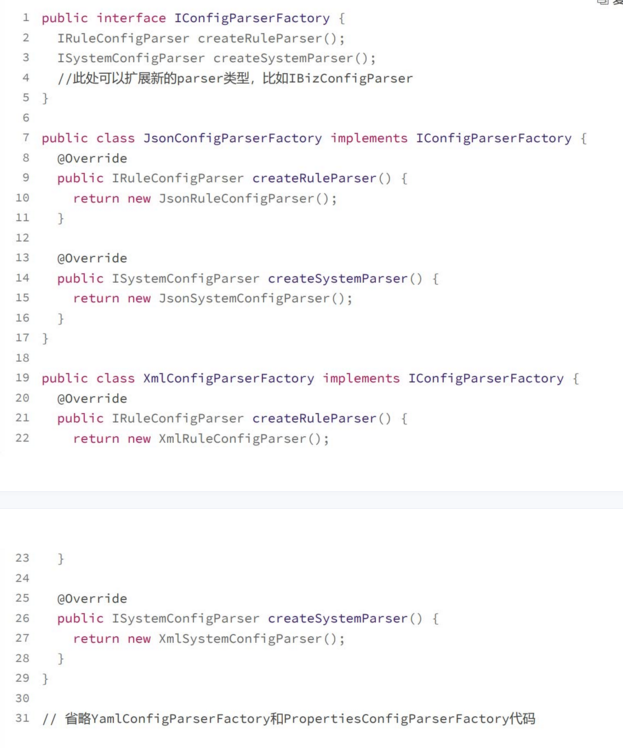 1 public interface IConfigParserFactory {
2 IRuleConfigParser createRuleParser();
3 ISystemConfigParser createSystemParser();
4 //此处可以扩展新的parser类型，比如IBizConfigParser
5 }
6
7 public class JsonConfigParserFactory implements IConfigParserFactory {
8 @Override
9 public IRuleConfigParser createRuleParser() {
10 return new JsonRuleConfigParser();
11 }
12
13 @Override
14 public ISystemConfigParser createSystemParser() {
15 return new JsonSystemConfigParser();
16 }
17 }
18
19 public class XmlConfigParserFactory implements IConfigParserFactory {
20 @Override
21 public IRuleConfigParser createRuleParser() {
22 return new XmlRuleConfigParser();
23 }
24
25 @Override
26 public ISystemConfigParser createSystemParser() {
27 return new XmlSystemConfigParser();
28 }
29 }
30
31 // 省略YamlConfigParserFactory和PropertiesConfigParserFactory代码